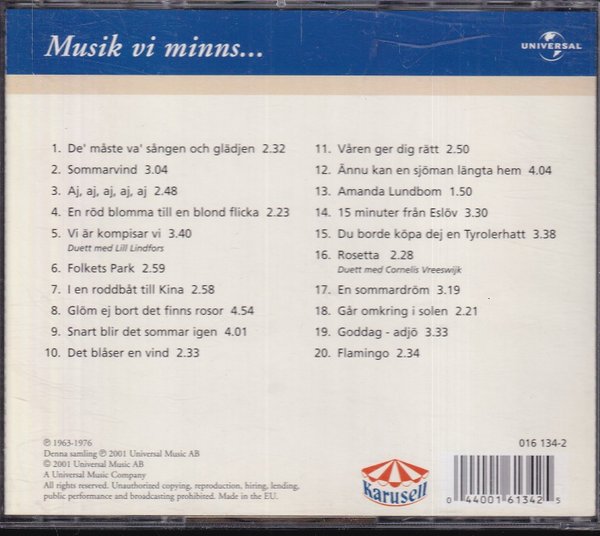 Musik vi minns...
UNIVERSAL
1. De' måste va' sången och glädjen 2.32
2. Sommarvind 3.04
3. Aj, aj, aj, aj, aj 2.48
4. En röd blomma till en blond flicka 2.23
5. Vi är kompisar vi 3.40
Duett med Lill Lindfors
6. Folkets Park 2.59
7. I en roddbåt till Kina 2.58
8. Glöm ej bort det finns rosor 4.54
9. Snart blir det sommar igen 4.01
10. Det blåser en vind 2.33
11. Våren ger dig rätt 2.50
12. Ännu kan en sjöman längta hem 4.04
13. Amanda Lundbom 1.50
14. 15 minuter från Eslöv 3.30
15. Du borde köpa dej en Tyrolerhatt 3.38
16. Rosetta 2.28
Duett med Cornelis Vreeswijk
17. En sommardröm 3.19
18. Går omkring i solen 2.21
19. Goddag - adjö 3.33
20. Flamingo 2.34
℗ 1963-1976
Denna samling ℗ 2001 Universal Music AB
© 2001 Universal Music AB
A Universal Music Company
All rights reserved. Unauthorized copying, reproduction, hiring, lending,
public performance and broadcasting prohibited. Made in the EU.
Karusell
016 134-2
0 44001 61342 5